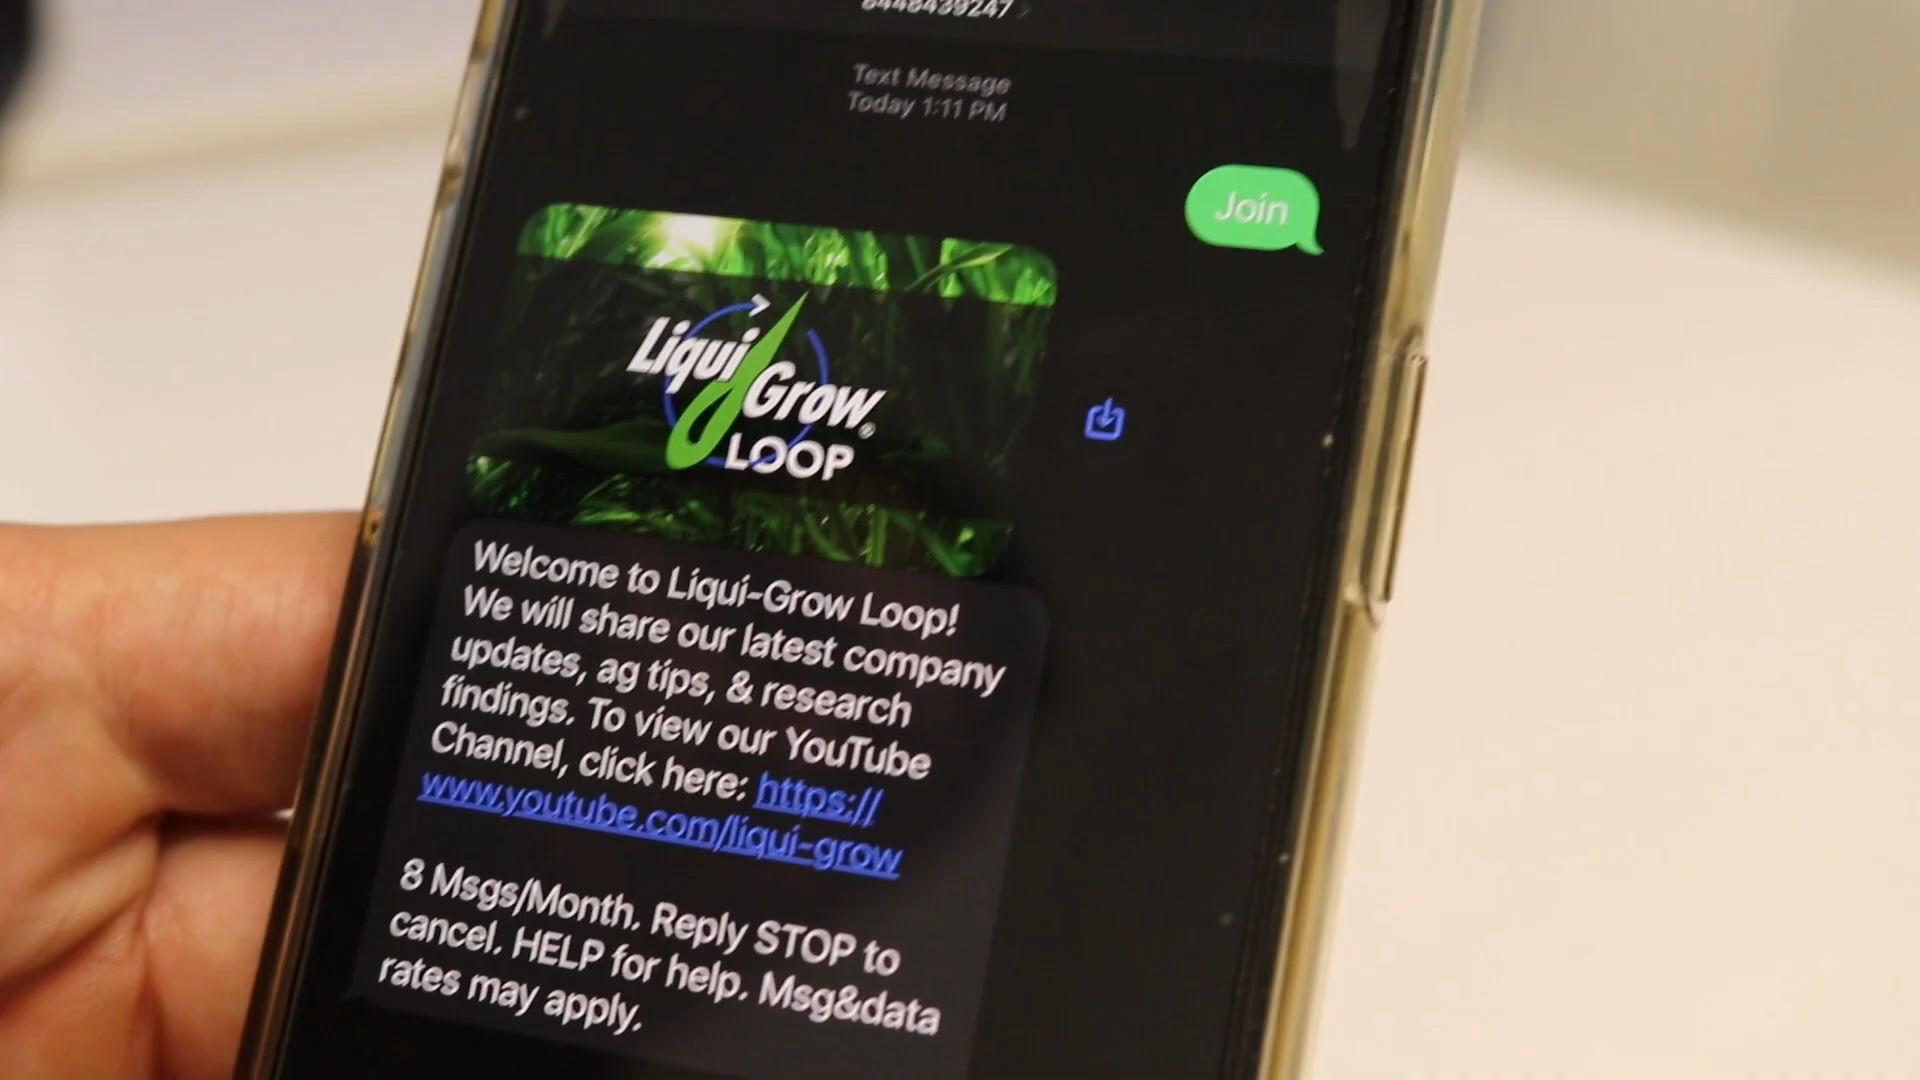 8448439247
Text Message
Today 1:11 PM
Join
Liqui Grow®
LOOP
Welcome to Liqui-Grow Loop!
We will share our latest company
updates, ag tips, & research
findings. To view our YouTube
Channel, click here: https://
www.youtube.com/liqui-grow
8 Msgs/Month. Reply STOP to
cancel. HELP for help. Msg&data
rates may apply.